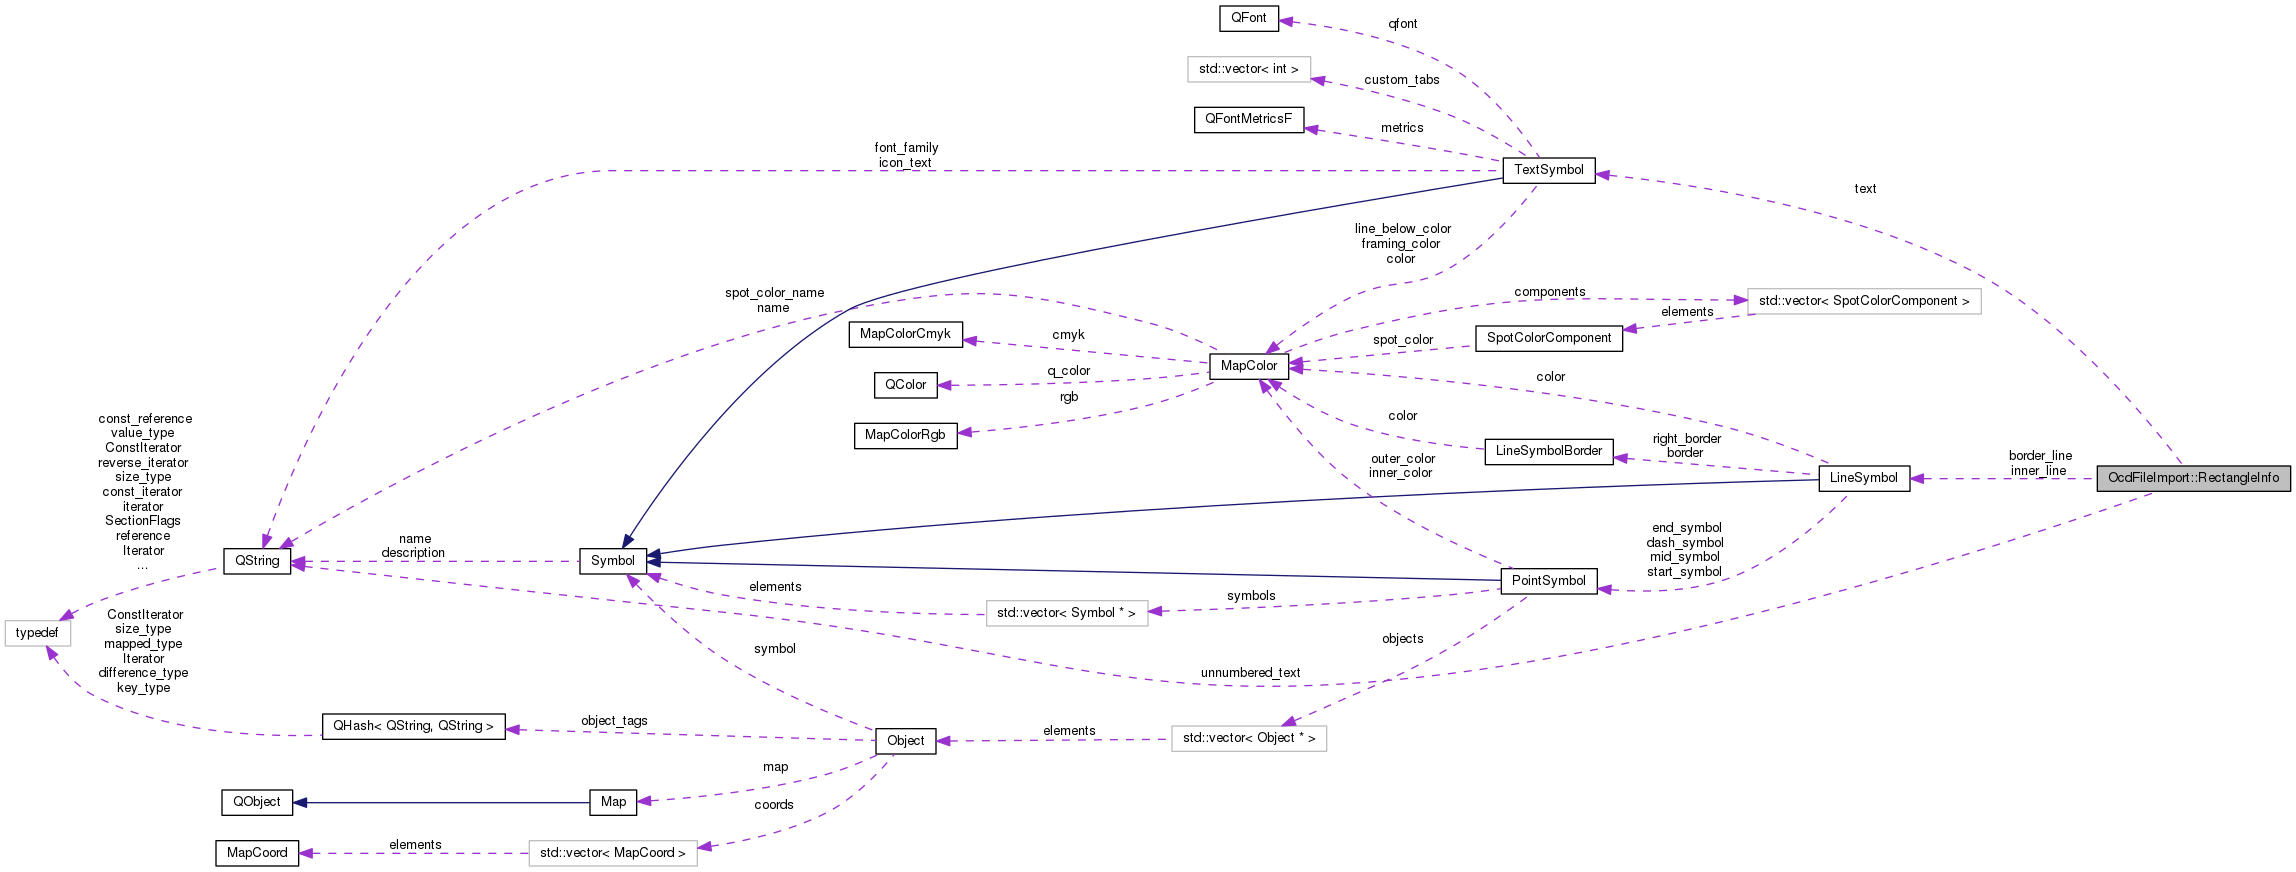 QFont
qfont
std::vector< int >
custom_tabs
QFontMetricsF
metrics
font_family
icon_text
TextSymbol
text
line_below_color
framing_color
color
spot_color_name
name
components
std::vector< SpotColorComponent >
elements
MapColorCmyk
cmyk
spot_color
SpotColorComponent
MapColor
QColor
q_color
color
rgb
MapColorRgb
color
LineSymbolBorder
right_border
border
outer_color
inner_color
LineSymbol
border_line
inner_line
OcdFileImport::RectangleInfo
const_reference
value_type
ConstIterator
reverse_iterator
size_type
const_iterator
iterator
SectionFlags
reference
Iterator
...
end_symbol
dash_symbol
mid_symbol
start_symbol
QString
name
description
Symbol
PointSymbol
elements
std::vector< Symbol * >
symbols
typedef
ConstIterator
size_type
mapped_type
Iterator
difference_type
key_type
symbol
objects
unnumbered_text
QHash< QString, QString >
object_tags
Object
elements
std::vector< Object * >
map
QObject
Map
coords
MapCoord
elements
std::vector< MapCoord >